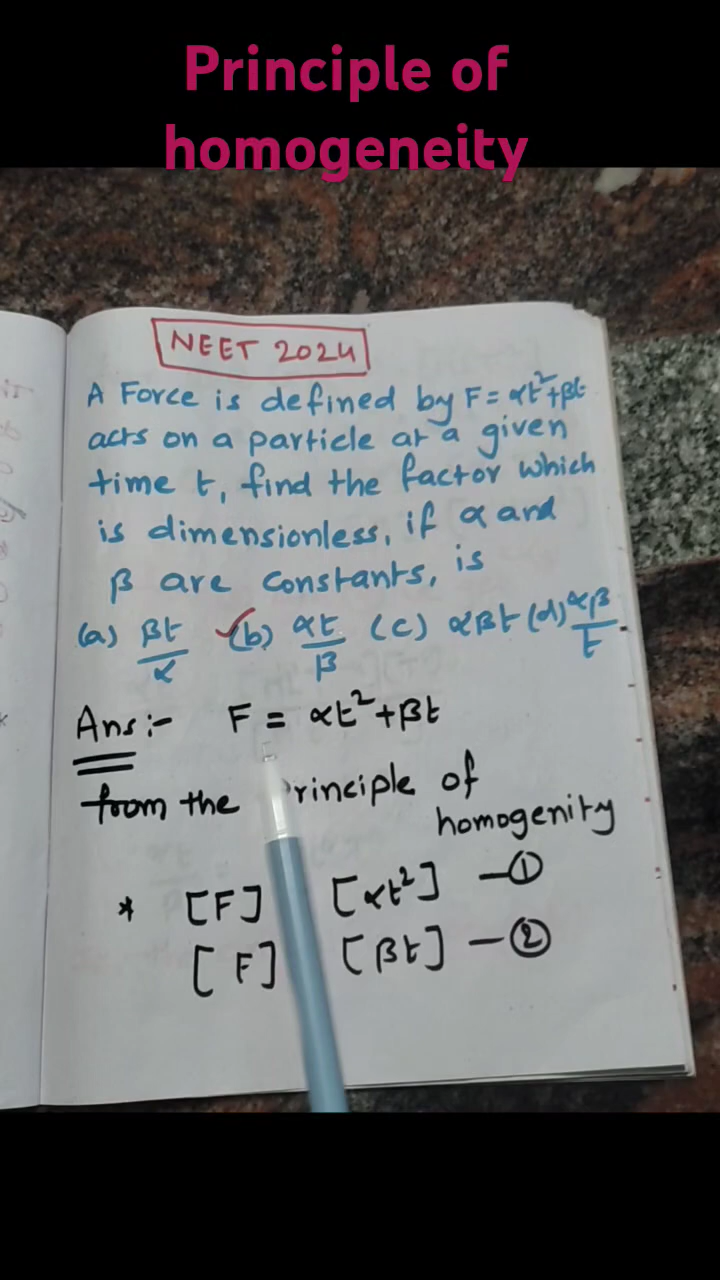 Principle of
homogeneity
NEET 2024
A Force is defined by F = αt²+βt
acts on a particle at a given
time t, find the factor which
is dimensionless, if α and
β are constants, is
(a) βt/α (b) αt/β (c) αβt (d) αβ/t
Ans:- F = αt²+βt
from the rinciple of
homogenity
* [F] [αt²] —①
[F] [βt] —②